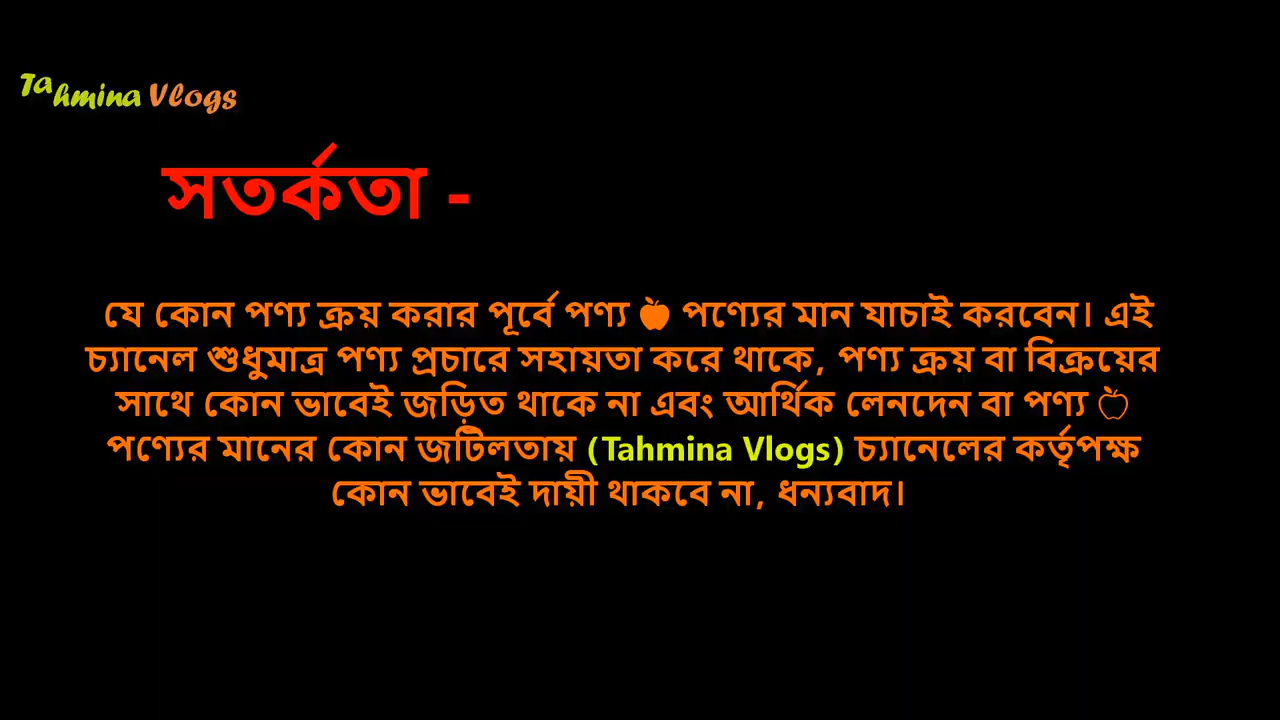 Tahmina Vlogs
সতর্কতা -
যে কোন পণ্য ক্রয় করার পূর্বে পণ্য 🍎 পণ্যের মান যাচাই করবেন। এই
চ্যানেল শুধুমাত্র পণ্য প্রচারে সহায়তা করে থাকে, পণ্য ক্রয় বা বিক্রয়ের
সাথে কোন ভাবেই জড়িত থাকে না এবং আর্থিক লেনদেন বা পণ্য 🍎
পণ্যের মানের কোন জটিলতায় (Tahmina Vlogs) চ্যানেলের কর্তৃপক্ষ
কোন ভাবেই দায়ী থাকবে না, ধন্যবাদ।